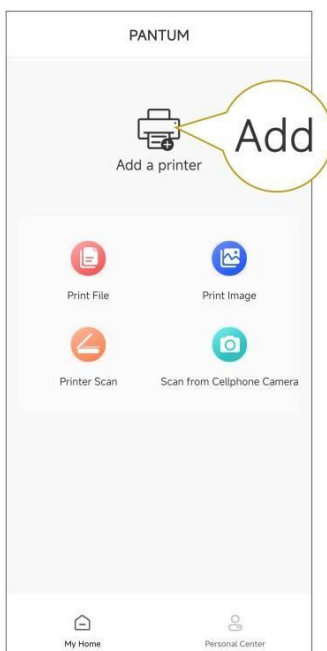 PANTUM
Add
Add a printer
Print File Print Image
Printer Scan Scan from Cellphone Camera
My Home Personal Center